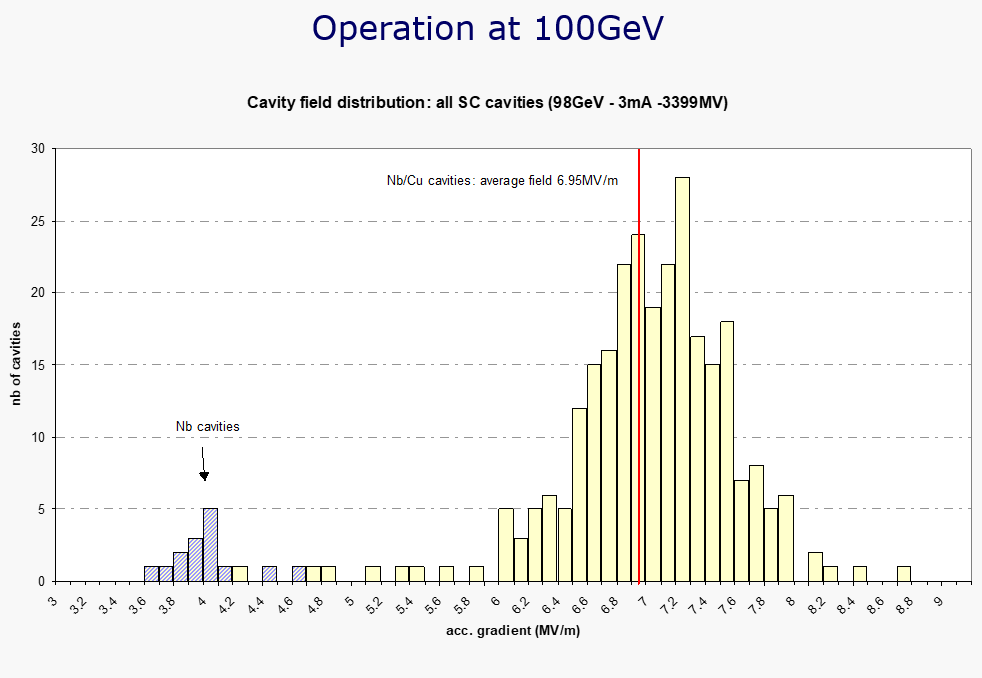 Operation at 100GeV
Cavity field distribution: all SC cavities (98GeV - 3mA -3399MV)
30
Nb/Cu cavities: average field 6.95MV/m
25
20
15
nb of cavities
10
Nb cavities
5
0
3 3.2 3.4 3.6 3.8 4 4.2 4.4 4.6 4.8 5 5.2 5.4 5.6 5.8 6 6.2 6.4 6.6 6.8 7 7.2 7.4 7.6 7.8 8 8.2 8.4 8.6 8.8 9
acc. gradient (MV/m)